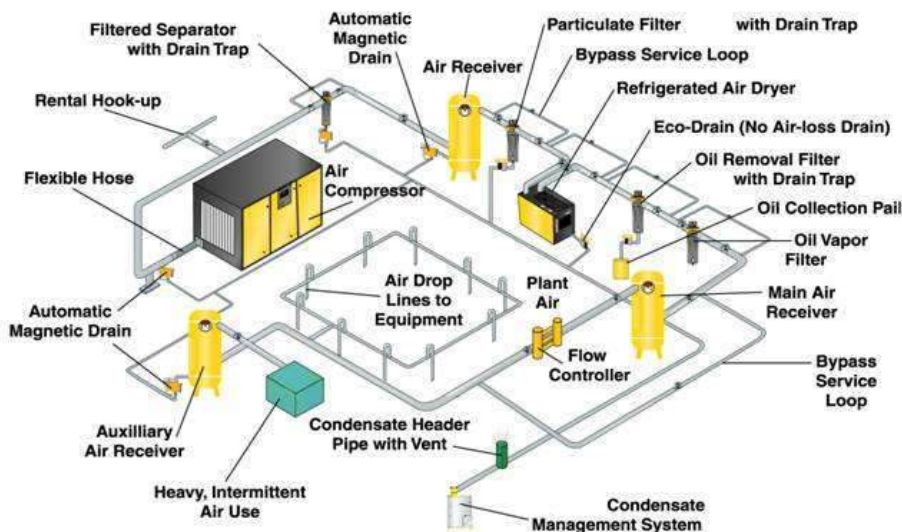 Filtered Separator
with Drain Trap
Automatic
Magnetic
Drain
Particulate Filter
with Drain Trap
Air Receiver
Bypass Service Loop
Refrigerated Air Dryer
Rental Hook-up
Eco-Drain (No Air-loss Drain)
Oil Removal Filter
with Drain Trap
Flexible Hose
Air
Compressor
Oil Collection Pail
Oil Vapor
Filter
Automatic
Magnetic Drain
Air Drop
Lines to
Equipment
Plant
Air
Main Air
Receiver
Flow
Controller
Bypass
Service
Loop
Auxilliary
Air Receiver
Condensate Header
Pipe with Vent
Heavy, Intermittent
Air Use
Condensate
Management System